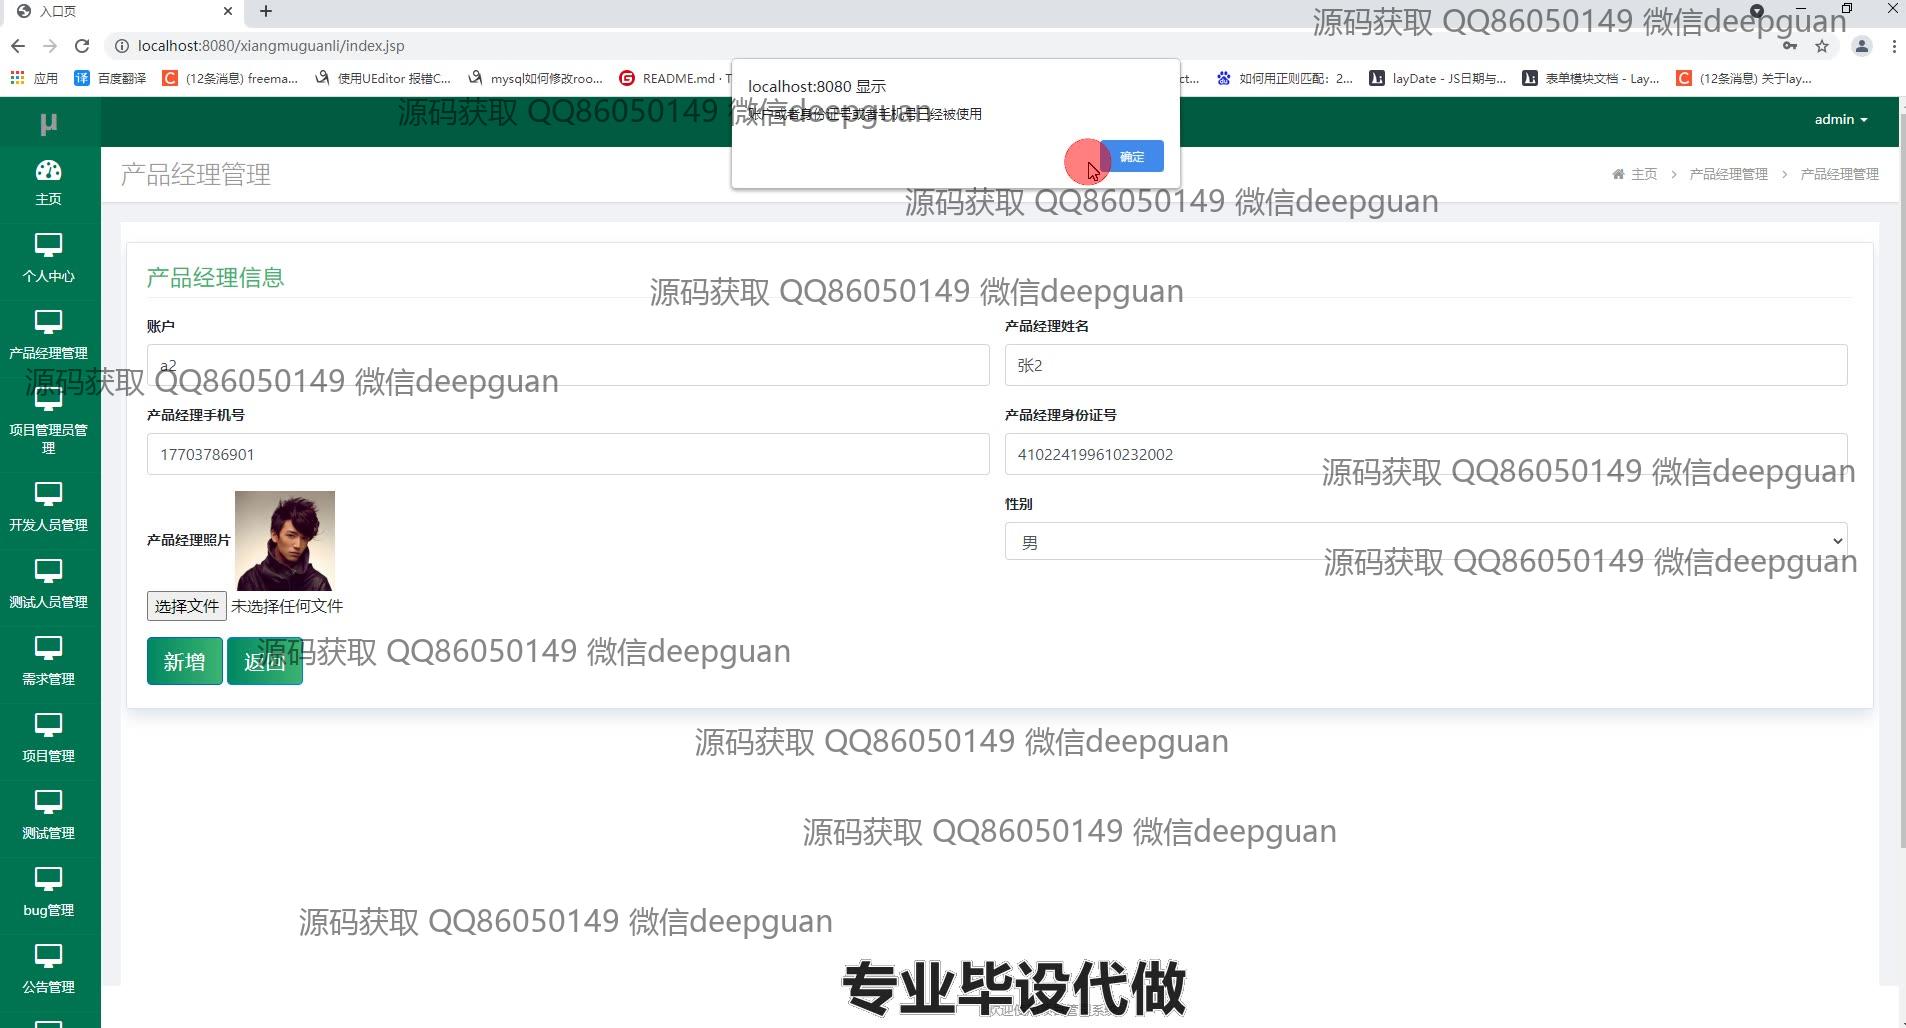 入口页
源码获取 QQ86050149 微信deepguan
localhost:8080/xiangmuguanli/index.jsp
应用
百度翻译
(12条消息) freema...
使用UEditor 报错C...
mysql如何修改roo...
README.md · T
ct...
如何用正则匹配：2...
layDate - JS日期与...
表单模块文档 - Lay...
(12条消息) 关于lay...
localhost:8080 显示
账户或者身份证号或者手机号已经被使用
确定
源码获取 QQ86050149 微信deepguan
μ
admin
产品经理管理
主页 > 产品经理管理 > 产品经理管理
源码获取 QQ86050149 微信deepguan
主页
个人中心
产品经理管理
项目管理员管
理
开发人员管理
测试人员管理
需求管理
项目管理
测试管理
bug管理
公告管理
产品经理信息
源码获取 QQ86050149 微信deepguan
账户
a2
产品经理姓名
张2
源码获取 QQ86050149 微信deepguan
产品经理手机号
17703786901
产品经理身份证号
410224199610232002
源码获取 QQ86050149 微信deepguan
产品经理照片
选择文件 未选择任何文件
性别
男
源码获取 QQ86050149 微信deepguan
新增
返回
源码获取 QQ86050149 微信deepguan
源码获取 QQ86050149 微信deepguan
源码获取 QQ86050149 微信deepguan
源码获取 QQ86050149 微信deepguan
专业毕设代做